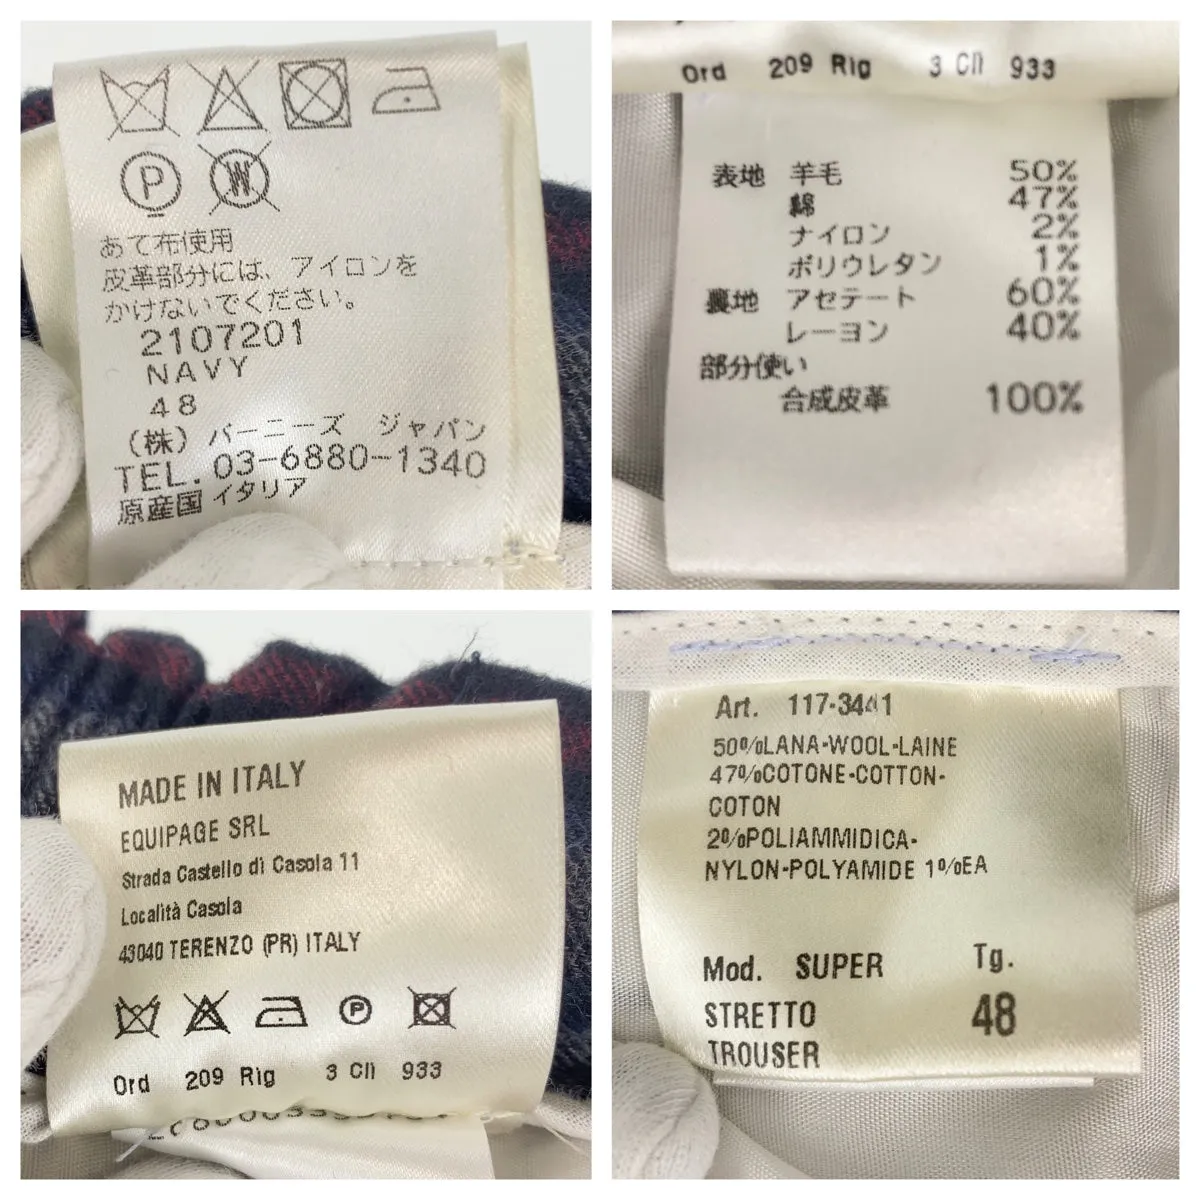 あて布使用
皮革部分には、アイロンを
かけないでください。
2107201
NAVY
48
（株） バーニーズ ジャパン
TEL. 03-6880-1340
原産国 イタリア
Ord 209 Rig 3 Cli 933
表地 羊毛 50%
綿 47%
ナイロン 2%
ポリウレタン 1%
裏地 アセテート 60%
レーヨン 40%
部分使い
合成皮革 100%
MADE IN ITALY
EQUIPAGE SRL
Strada Castello di Casola 11
Località Casola
43040 TERENZO (PR) ITALY
Ord 209 Rig 3 Cli 933
Art. 117-3441
50%LANA-WOOL-LAINE
47%COTONE-COTTON-
COTON
2%POLIAMMIDICA-
NYLON-POLYAMIDE 1%EA
Mod. SUPER Tg.
STRETTO 48
TROUSER